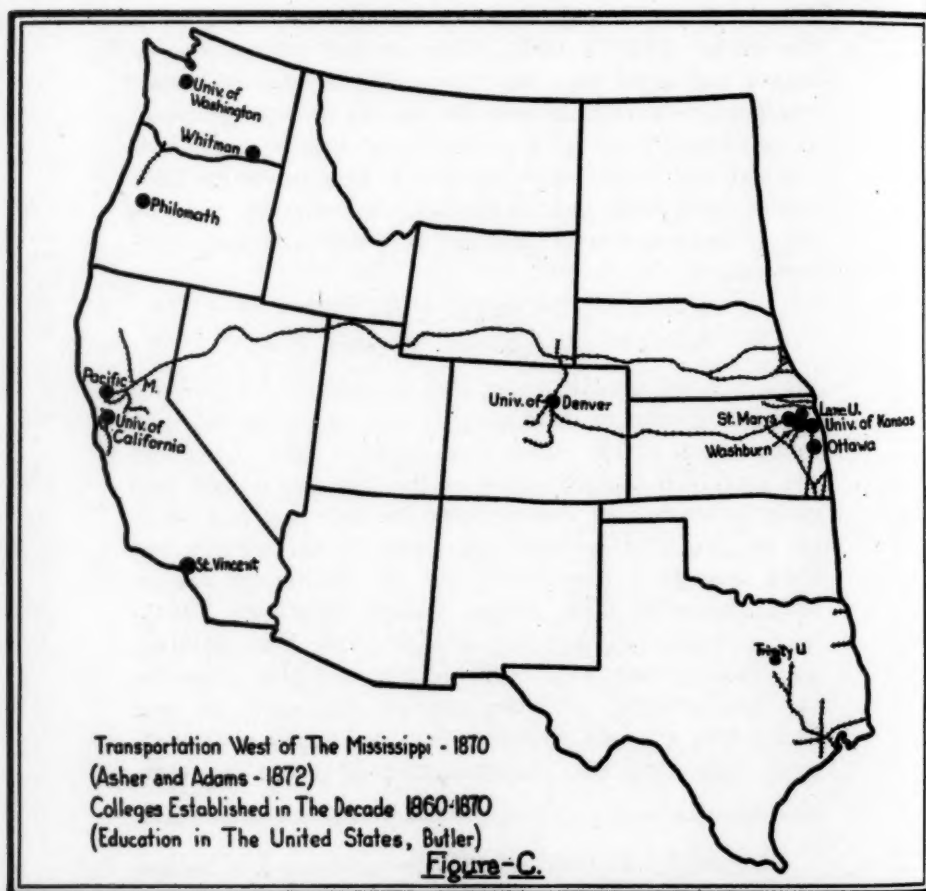 Univ. of
Washington
Whitman
Philomath
Pacific M.
Univ. of
California
St. Vincent
Univ. of Denver
St. Marys
Lane U.
Univ. of Kansas
Washburn
Ottawa
Trinity U
Transportation West of The Mississippi - 1870
(Asher and Adams - 1872)
Colleges Established in The Decade 1860-1870
(Education in The United States, Butler)
Figure-C.